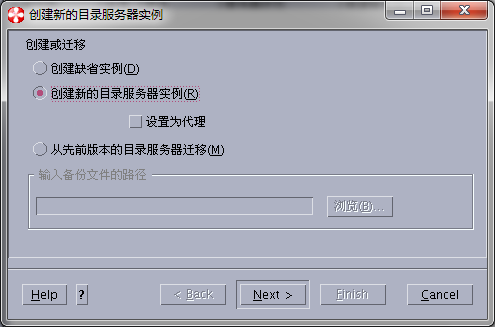 创建新的目录服务器实例
创建或迁移
创建缺省实例(D)
创建新的目录服务器实例(R)
设置为代理
从先前版本的目录服务器迁移(M)
输入备份文件的路径
浏览(B)...
Help ? < Back Next > Finish Cancel